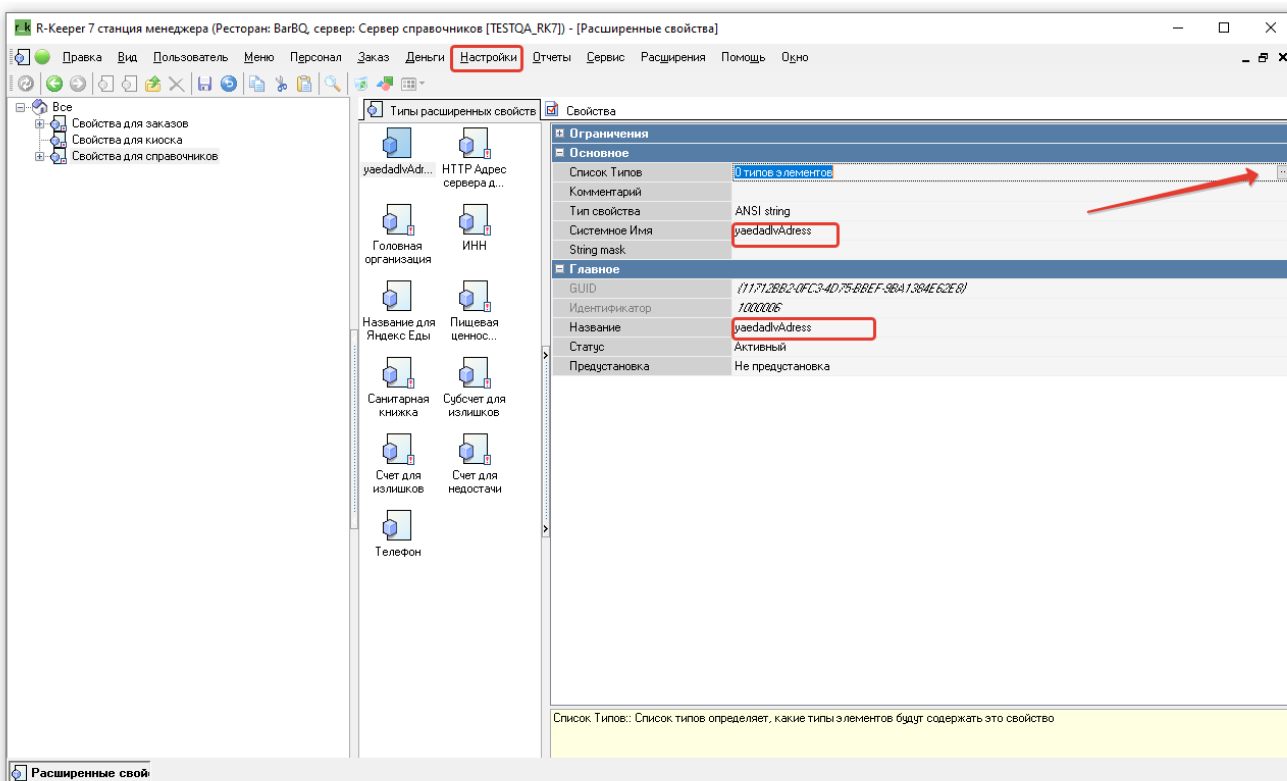 R-Keeper 7 станция менеджера (Ресторан: BarBQ, сервер: Сервер справочников [TESTQA_RK7]) - [Расширенные свойства]
Правка Вид Пользователь Меню Персонал Заказ Деньги Настройки Отчеты Сервис Расширения Помощь Окно
Все
Свойства для заказов
Свойства для киоска
Свойства для справочников
Типы расширенных свойств
yaedadlvAdr...
HTTP Адрес
сервера д...
Головная
организация
ИНН
Название для
Яндекс Еды
Пищевая
ценнос...
Санитарная
книжка
Субсчет для
излишков
Счет для
излишков
Счет для
недостачи
Телефон
Свойства
Ограничения
Основное
Список Типов 0 типов элементов
Комментарий
Тип свойства ANSI string
Системное Имя yaedadlvAdress
String mask
Главное
GUID {11712BB2-0FC3-4D75-BBEF-9BA1384E62E8}
Идентификатор 1000006
Название yaedadlvAdress
Статус Активный
Предустановка Не предустановка
Список Типов:: Список типов определяет, какие типы элементов будут содержать это свойство
Расширенные свой